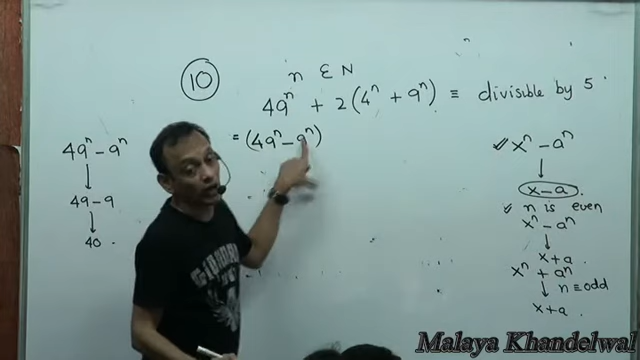 10
n ∈ N
49ⁿ + 2(4ⁿ + 9ⁿ) ≡ divisible by 5
= (49ⁿ − 9ⁿ)
49ⁿ − 9ⁿ
↓
49 − 9
↓
40 .
✓ xⁿ − aⁿ
↓
x − a
✓ n is even
xⁿ − aⁿ
↓
x + a
xⁿ + aⁿ
↓ n ≡ odd
x + a .
Malaya Khandelwal